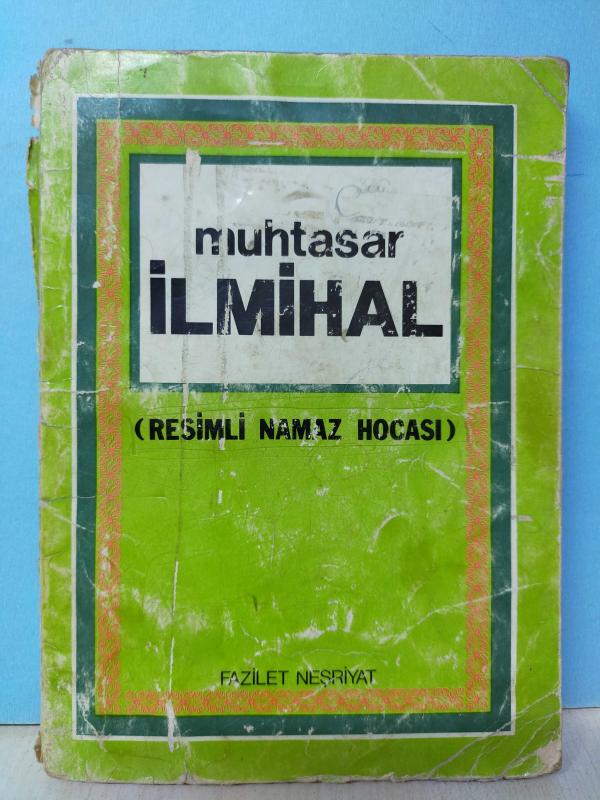 muhtasar
İLMİHAL
(RESİMLİ NAMAZ HOCASI)
FAZİLET NEŞRİYAT